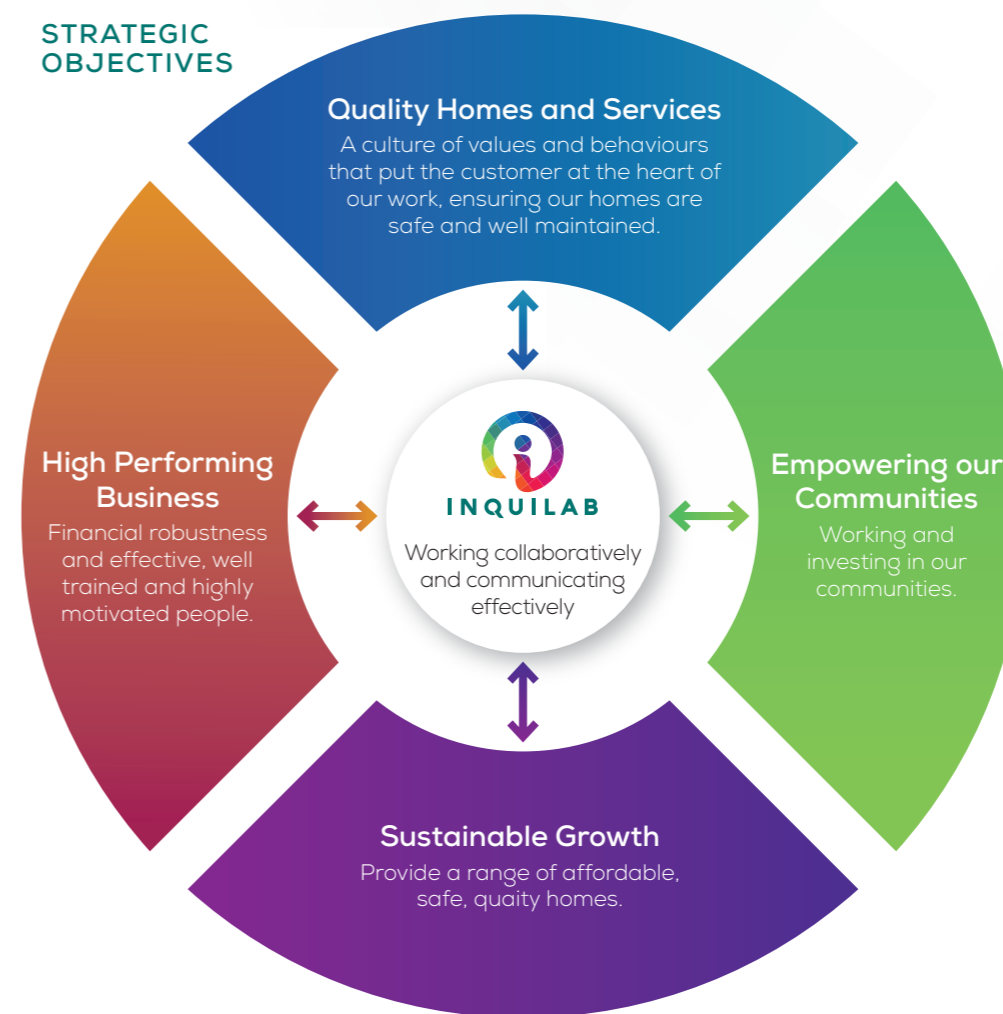 STRATEGIC
OBJECTIVES
Quality Homes and Services
A culture of values and behaviours
that put the customer at the heart of
our work, ensuring our homes are
safe and well maintained.
High Performing
Business
Financial robustness
and effective, well
trained and highly
motivated people.
INQUILAB
Working collaboratively
and communicating
effectively
Empowering our
Communities
Working and
investing in our
communities.
Sustainable Growth
Provide a range of affordable,
safe, quaity homes.